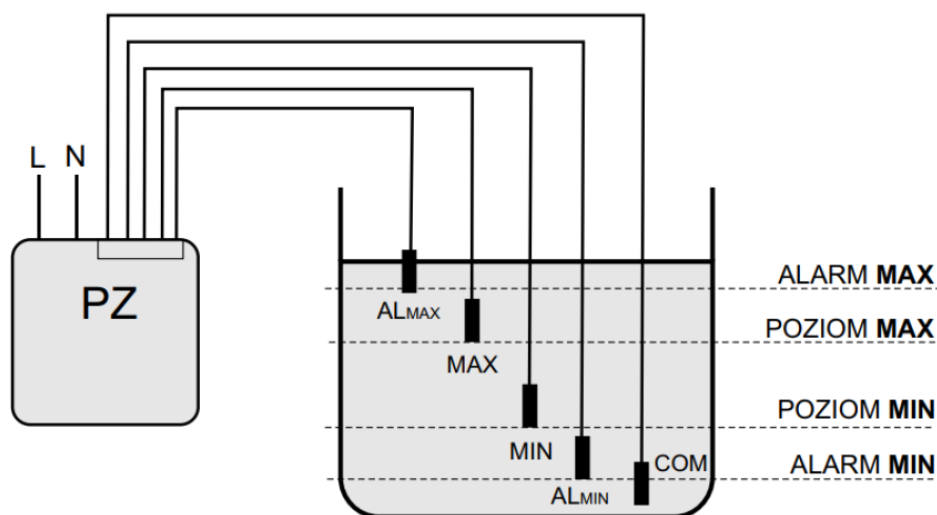 L N
PZ
ALMAX
MAX
MIN
ALMIN
COM
ALARM MAX
POZIOM MAX
POZIOM MIN
ALARM MIN